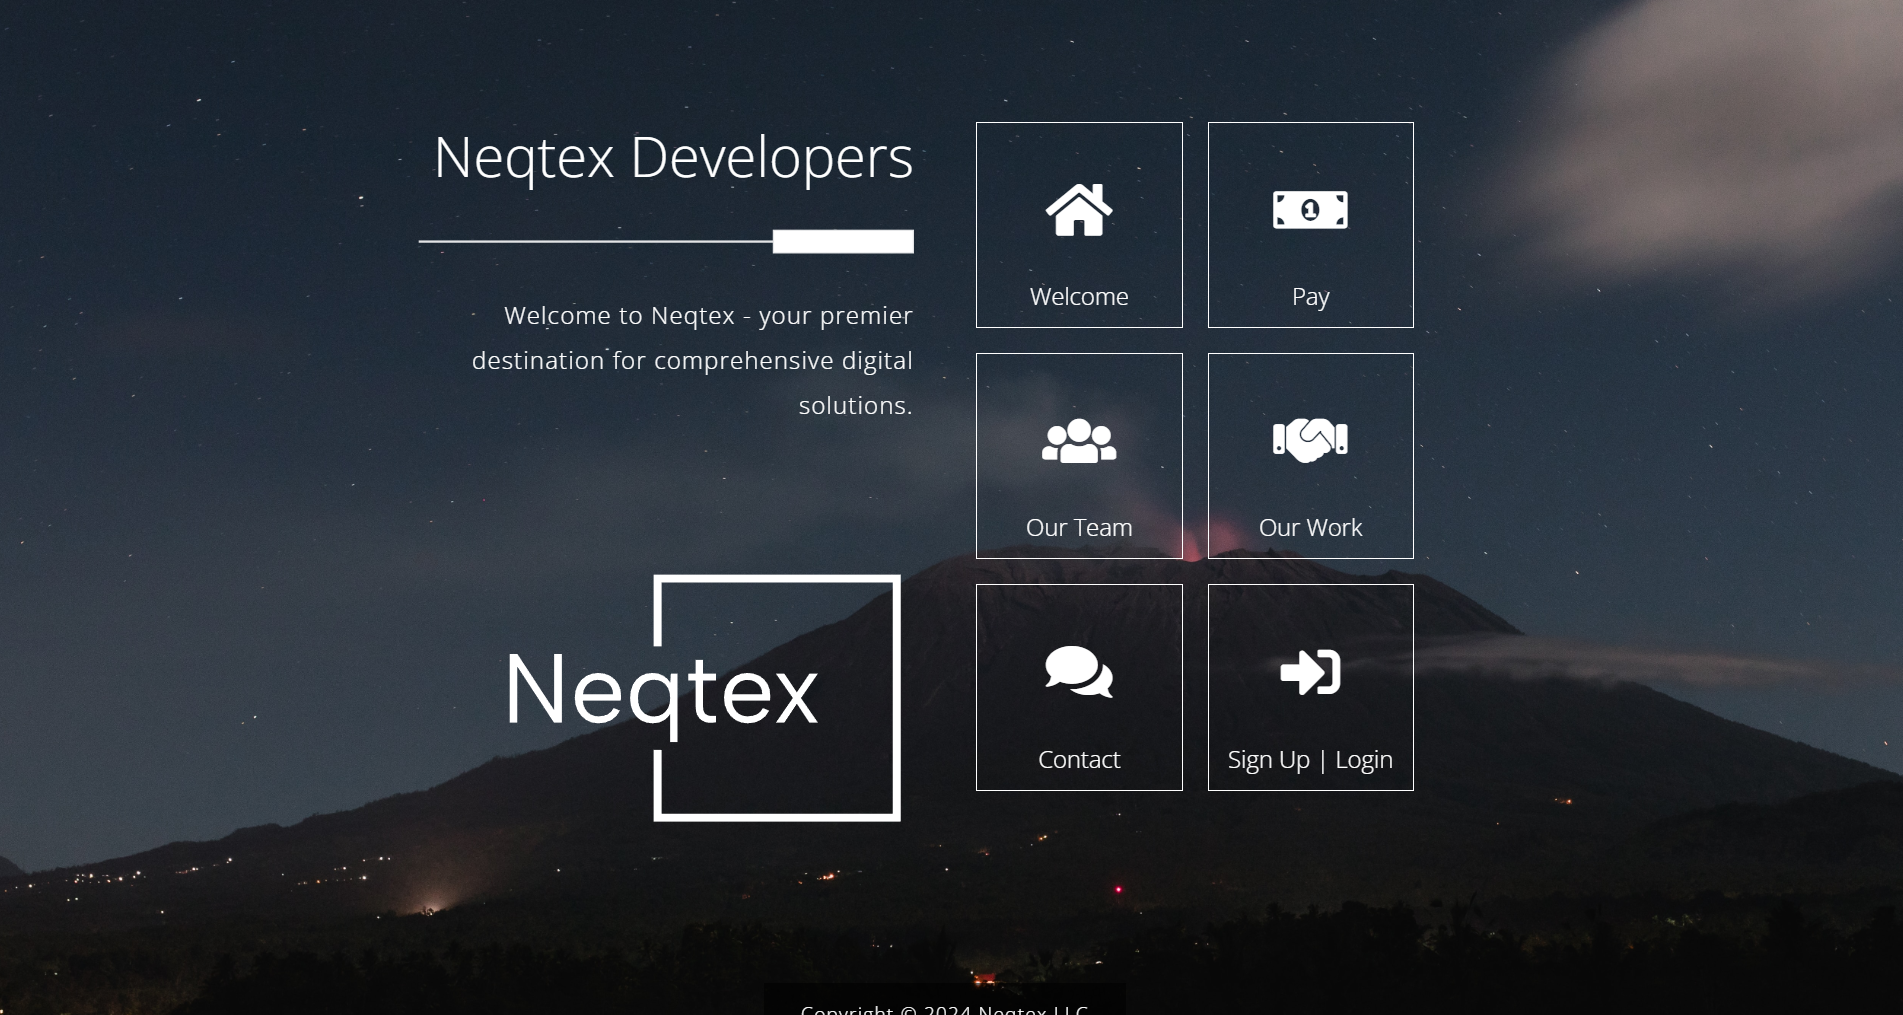 Neqtex Developers
Welcome to Neqtex - your premier
destination for comprehensive digital
solutions.
Neqtex
Welcome
1
Pay
Our Team
Our Work
Contact
Sign Up | Login
Copyright © 2024 Neqtex LLC